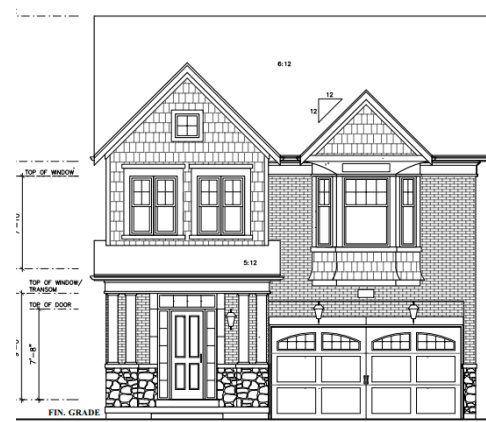 6:12
12
12
TOP OF WINDOW
5:12
TOP OF WINDOW/
TRANSOM
TOP OF DOOR
7'-8"
FIN. GRADE